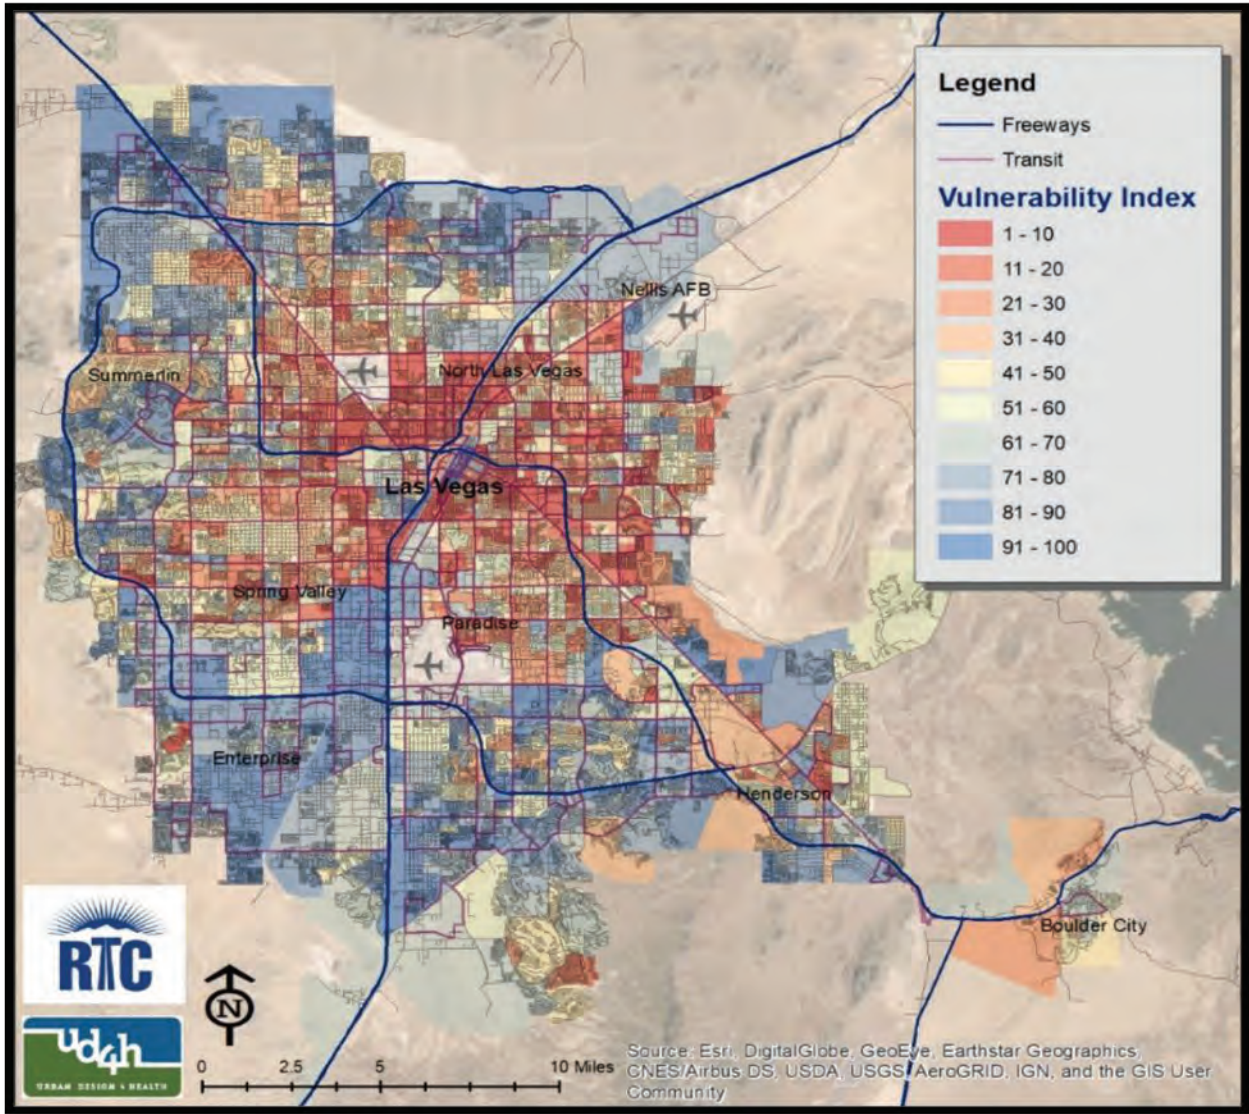 Legend
Freeways
Transit
Vulnerability Index
1 - 10
11 - 20
21 - 30
31 - 40
41 - 50
51 - 60
61 - 70
71 - 80
81 - 90
91 - 100
Nellis AFB
North Las Vegas
Summerlin
Las Vegas
Spring Valley
Paradise
Enterprise
Henderson
Boulder City
RTC
N
ud4h
URBAN DESIGN 4 HEALTH
0 2.5 5 10 Miles
Source: Esri, DigitalGlobe, GeoEye, Earthstar Geographics,
CNES/Airbus DS, USDA, USGS, AeroGRID, IGN, and the GIS User
Community